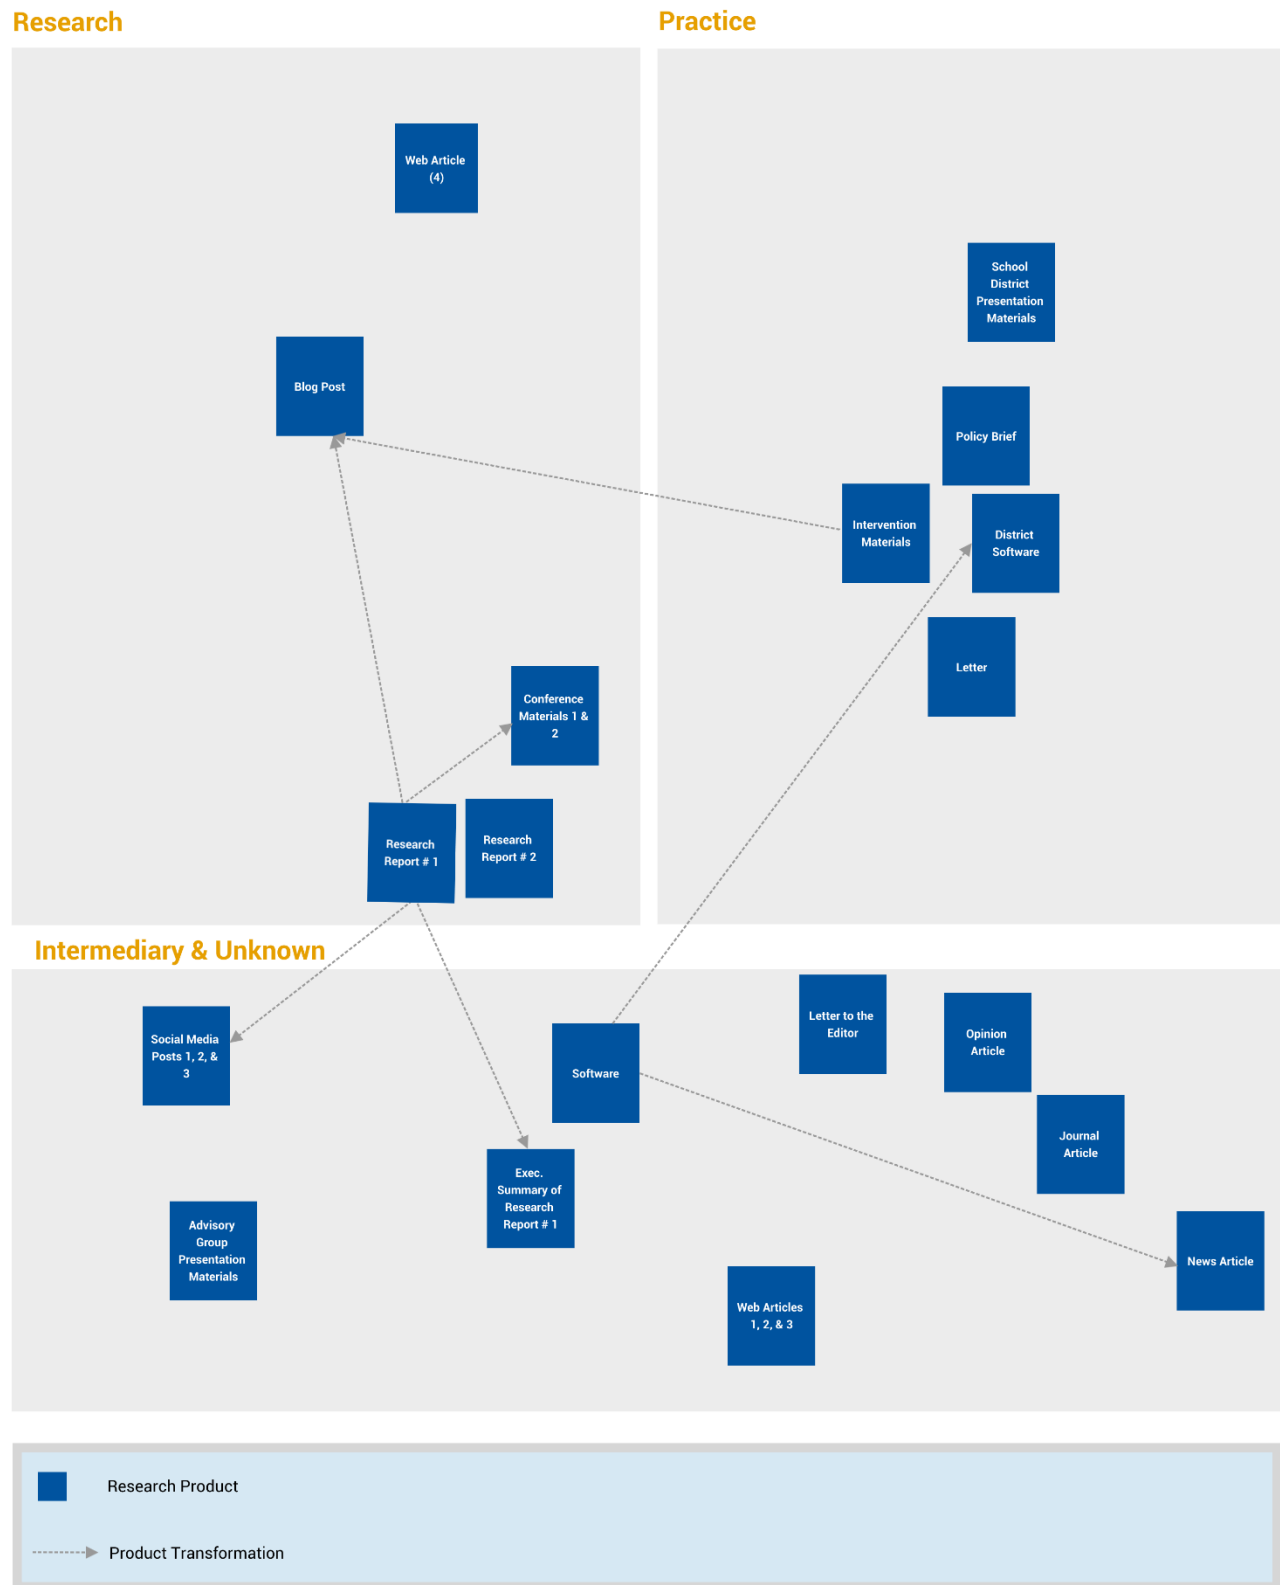 Research
Practice
Web Article
(4)
School
District
Presentation
Materials
Blog Post
Policy Brief
Intervention
Materials
District
Software
Letter
Conference
Materials 1 &
2
Research
Report # 1
Research
Report # 2
Intermediary & Unknown
Social Media
Posts 1, 2, &
3
Software
Letter to the
Editor
Opinion
Article
Journal
Article
Exec.
Summary of
Research
Report # 1
Advisory
Group
Presentation
Materials
News Article
Web Articles
1, 2, & 3
Research Product
Product Transformation